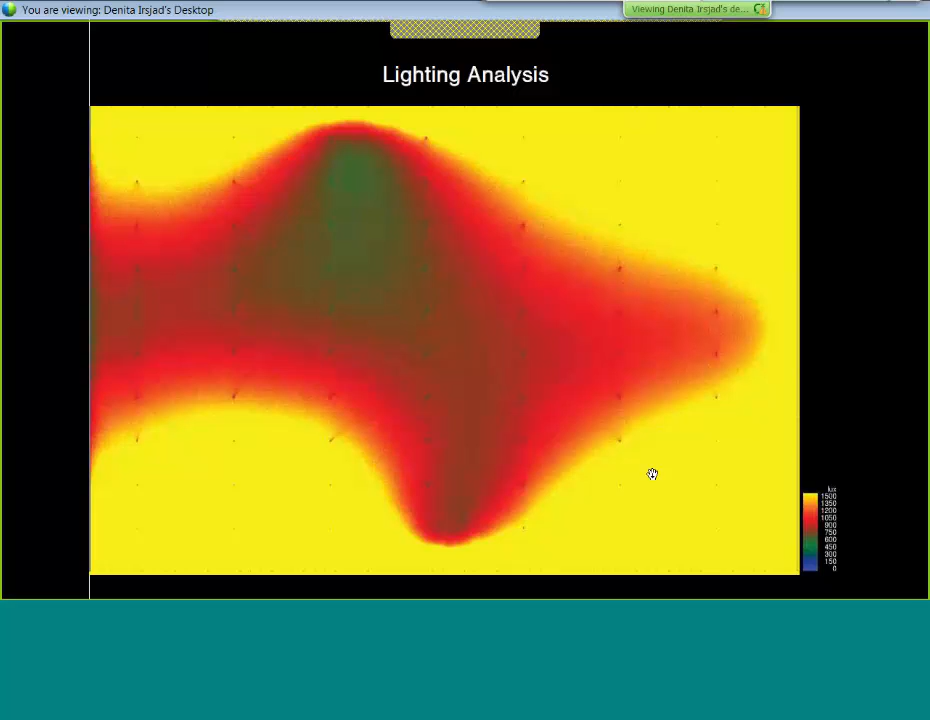 You are viewing: Denita Irsjad's Desktop
Viewing Denita Irsjad's de...
Lighting Analysis
lux
1500
1350
1200
1050
900
750
600
450
300
150
0